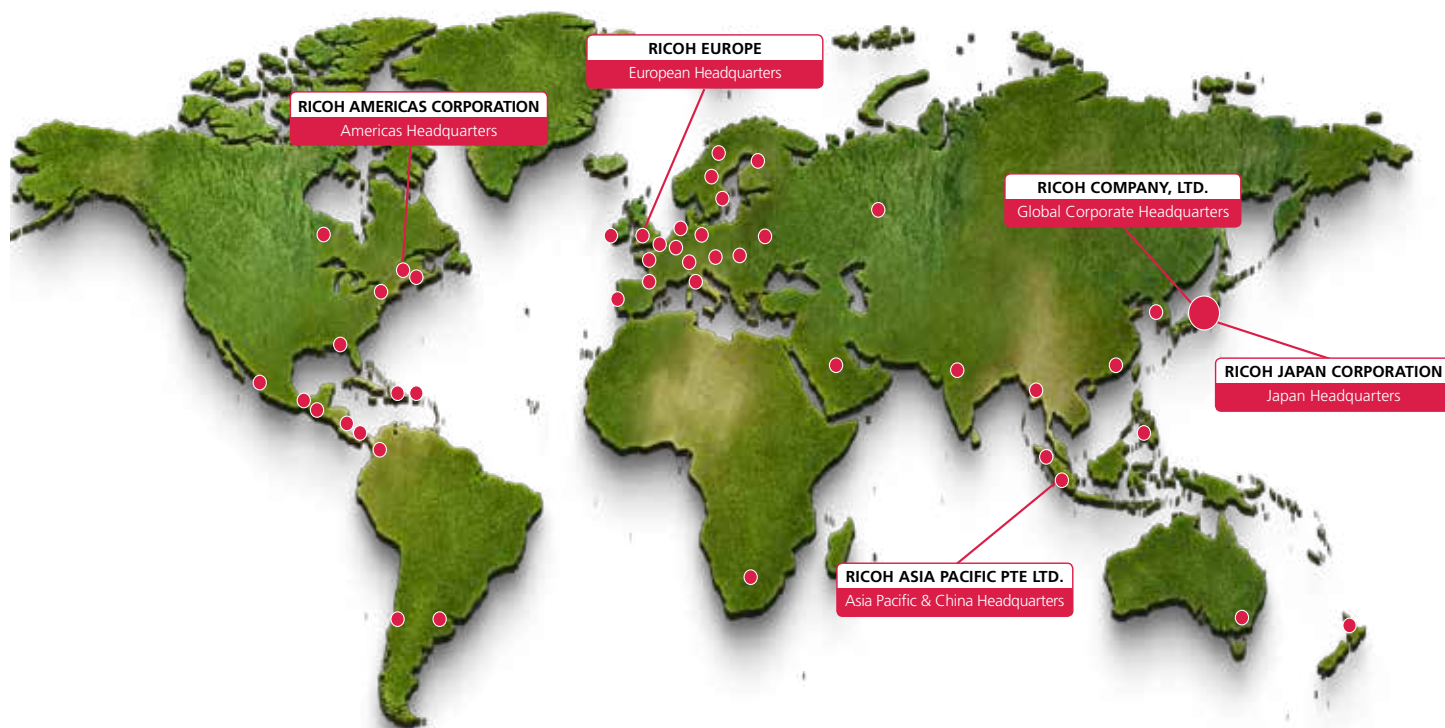 RICOH EUROPE
European Headquarters
RICOH AMERICAS CORPORATION
Americas Headquarters
RICOH COMPANY, LTD.
Global Corporate Headquarters
RICOH JAPAN CORPORATION
Japan Headquarters
RICOH ASIA PACIFIC PTE LTD.
Asia Pacific & China Headquarters